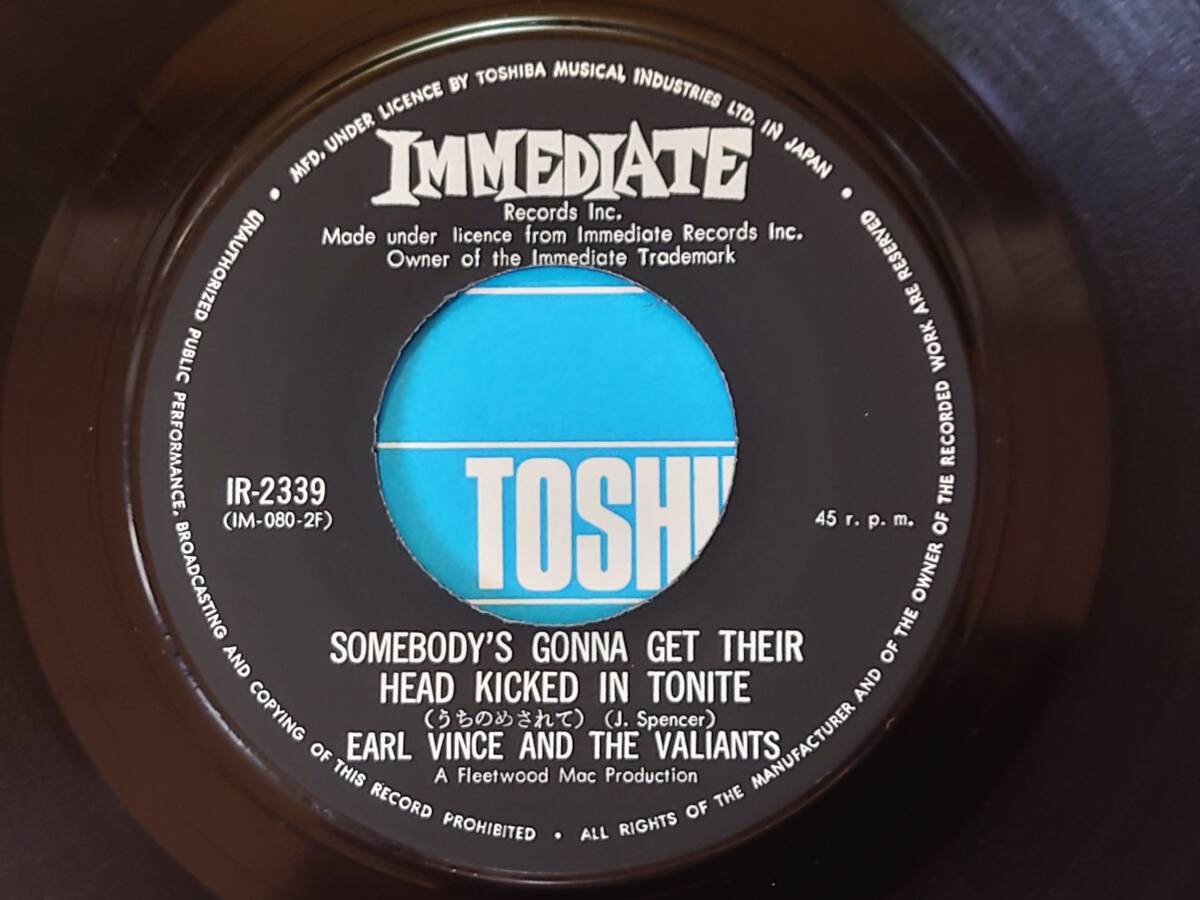 • MFD. UNDER LICENCE BY TOSHIBA MUSICAL INDUSTRIES LTD. IN JAPAN •
IMMEDIATE
Records Inc.
Made under licence from Immediate Records Inc.
Owner of the Immediate Trademark
TOSHI
IR-2339
(IM-080-2F)
45 r. p. m.
SOMEBODY'S GONNA GET THEIR
HEAD KICKED IN TONITE
(うちのめされて) (J. Spencer)
EARL VINCE AND THE VALIANTS
A Fleetwood Mac Production
UNAUTHORIZED PUBLIC PERFORMANCE, BROADCASTING AND COPYING OF THIS RECORD PROHIBITED • ALL RIGHTS OF THE MANUFACTURER AND OF THE OWNER OF THE RECORDED WORK ARE RESERVED